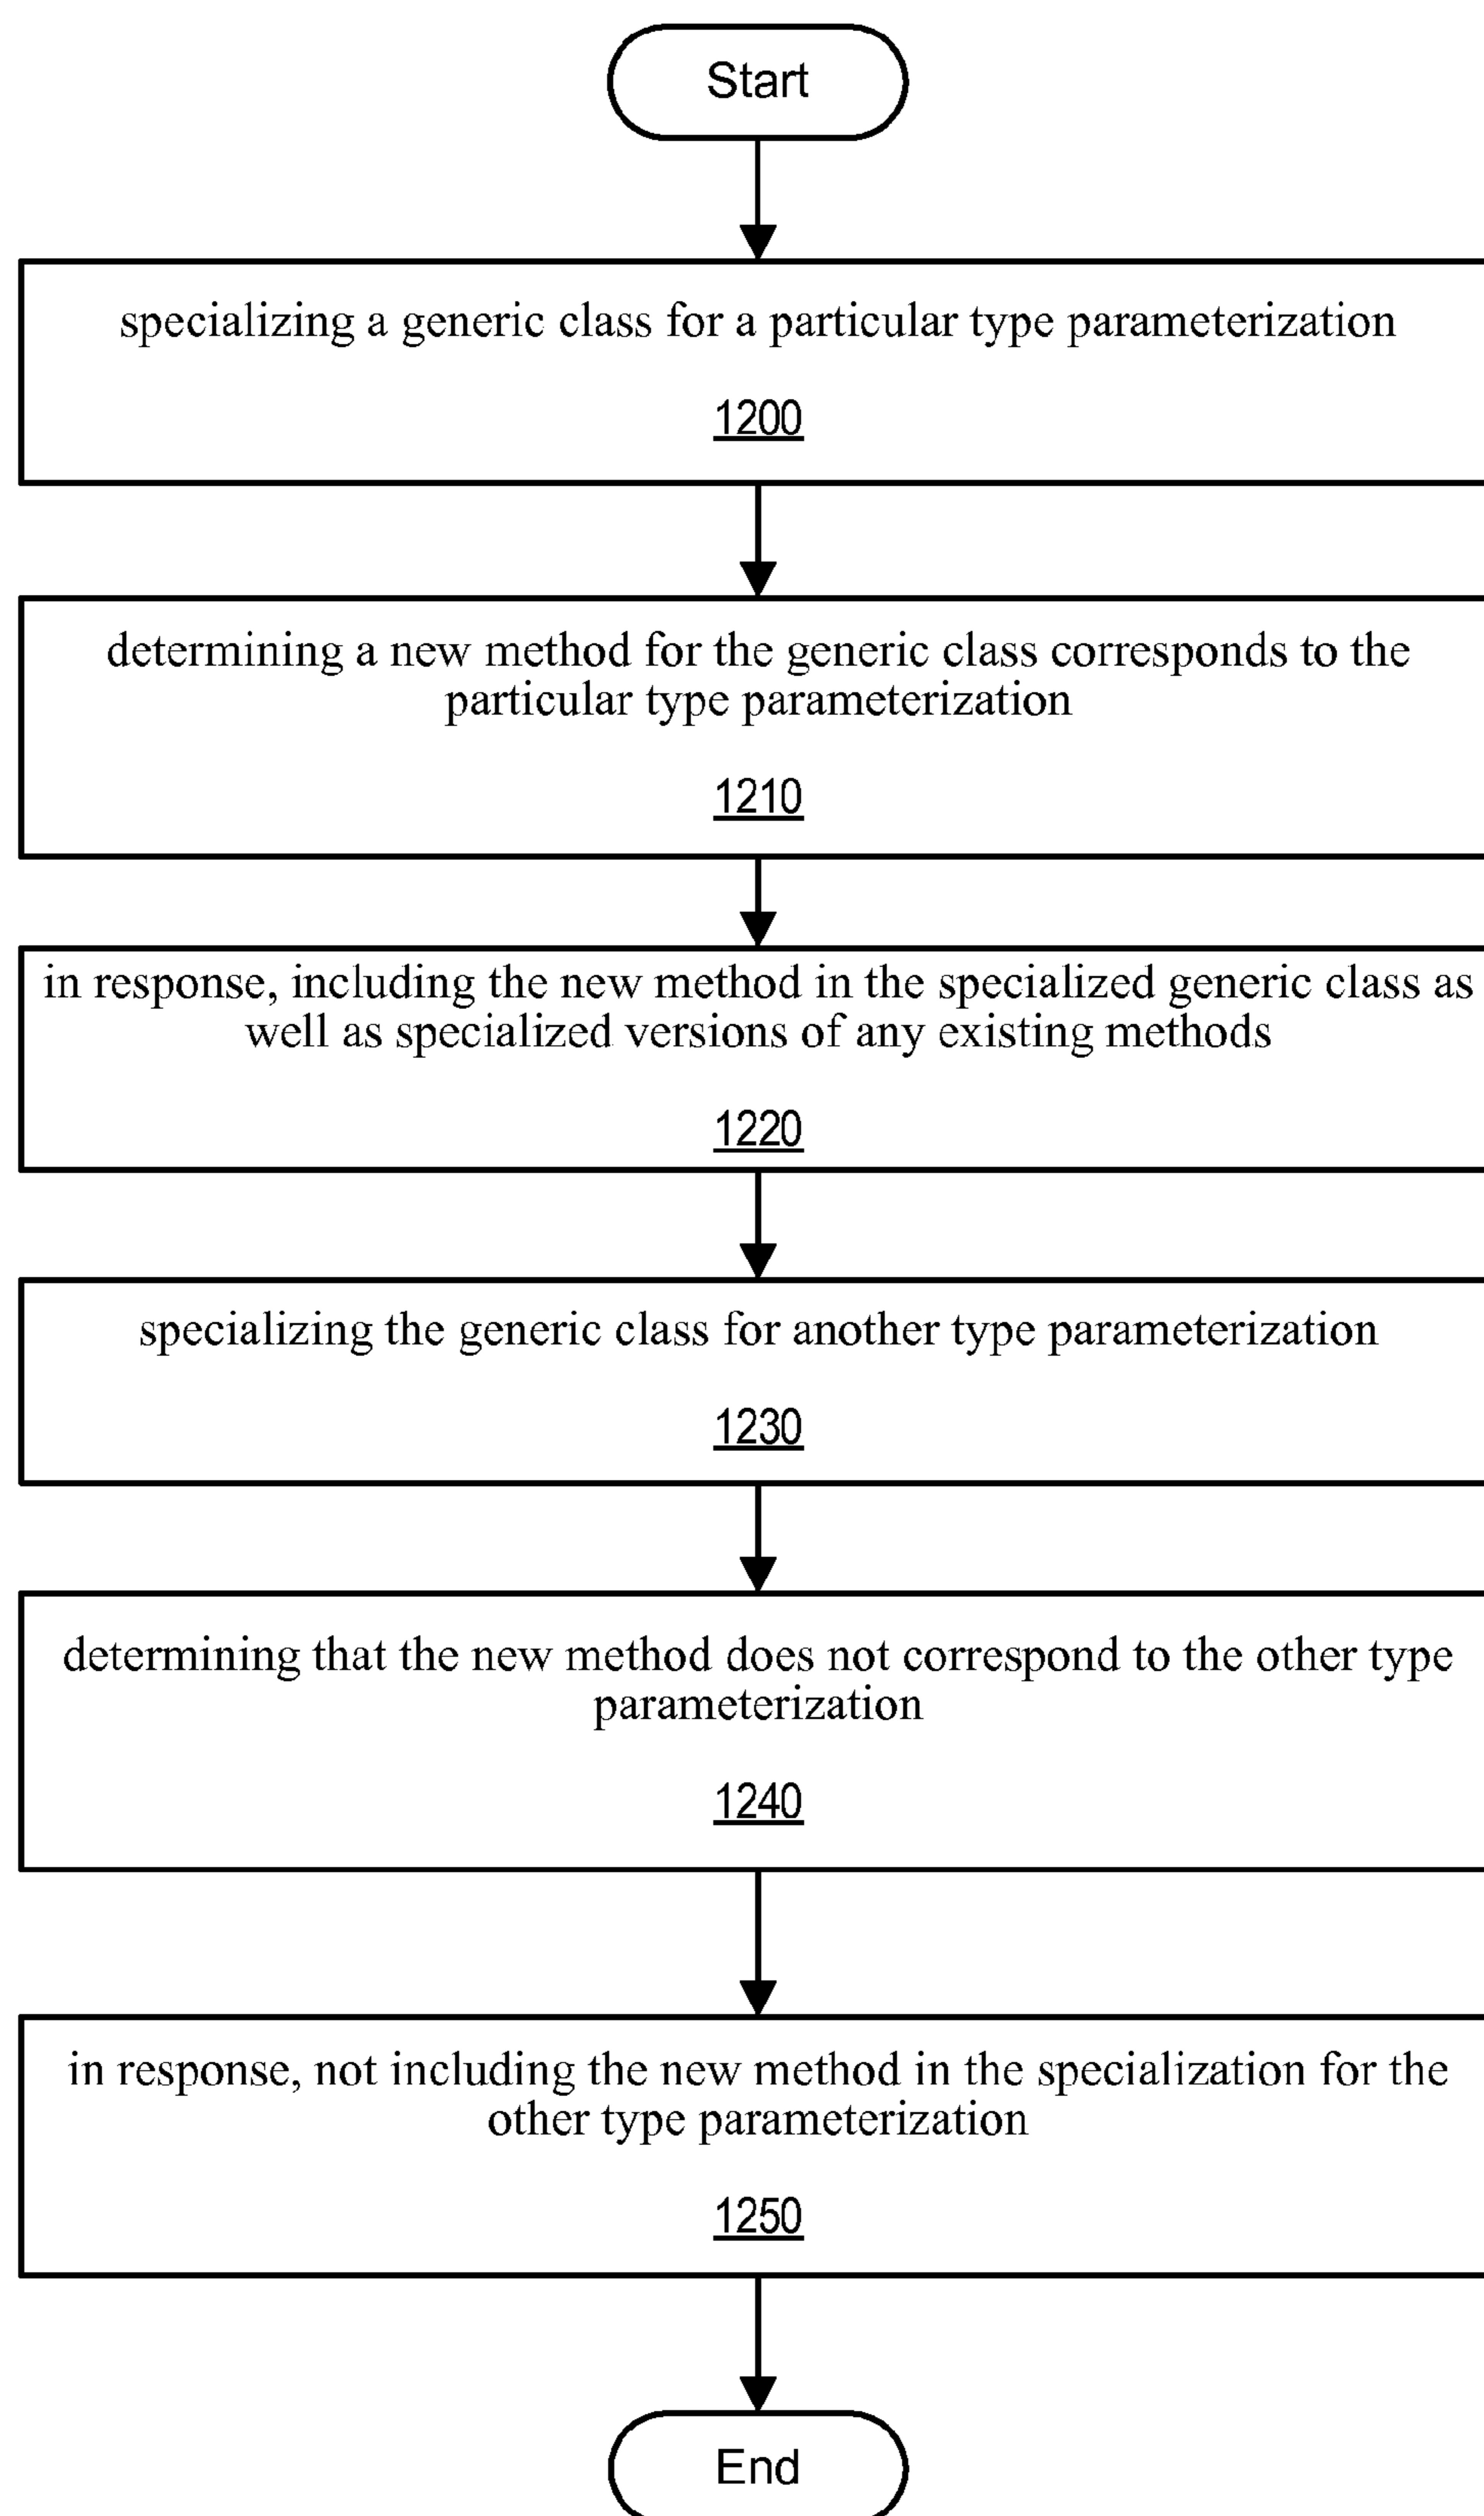 Start
specializing a generic class for a particular type parameterization
1200
determining a new method for the generic class corresponds to the
particular type parameterization
1210
in response, including the new method in the specialized generic class as
well as specialized versions of any existing methods
1220
specializing the generic class for another type parameterization
1230
determining that the new method does not correspond to the other type
parameterization
1240
in response, not including the new method in the specialization for the
other type parameterization
1250
End